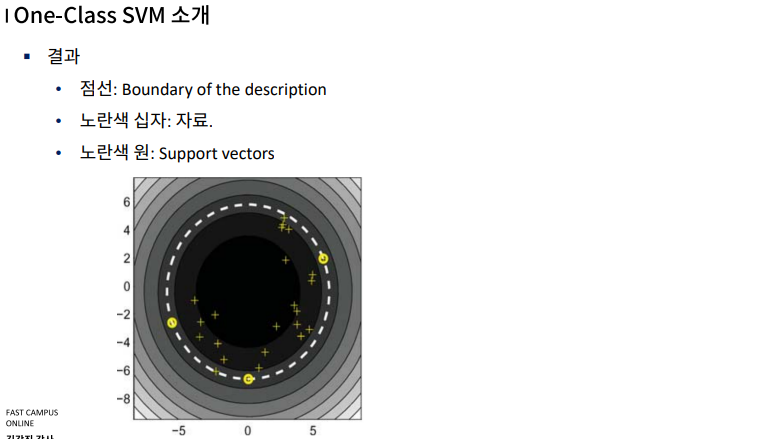 One-Class SVM 소개
결과
점선: Boundary of the description
노란색 십자: 자료.
노란색 원: Support vectors
6
4
2
0
−2
−4
−6
−8
−5 0 5
FAST CAMPUS
ONLINE